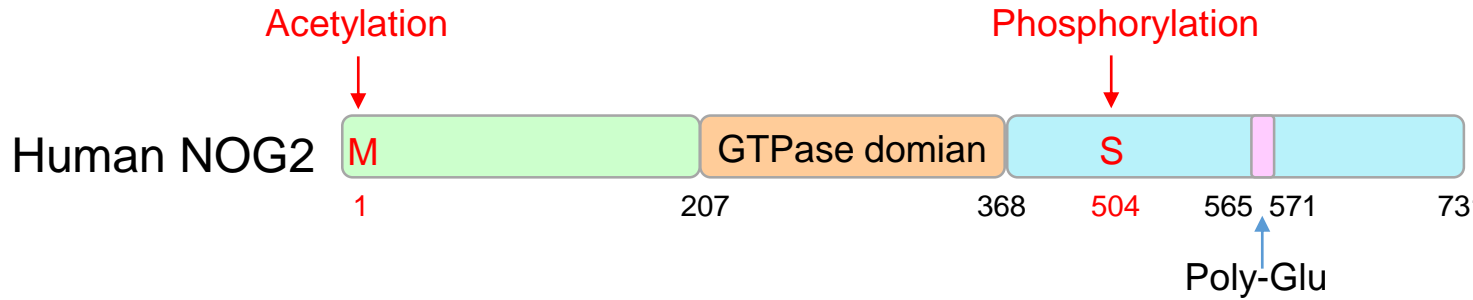 Acetylation Phosphorylation
Human NOG2 M GTPase domian S
1 207 368 504 565 571
Poly-Glu